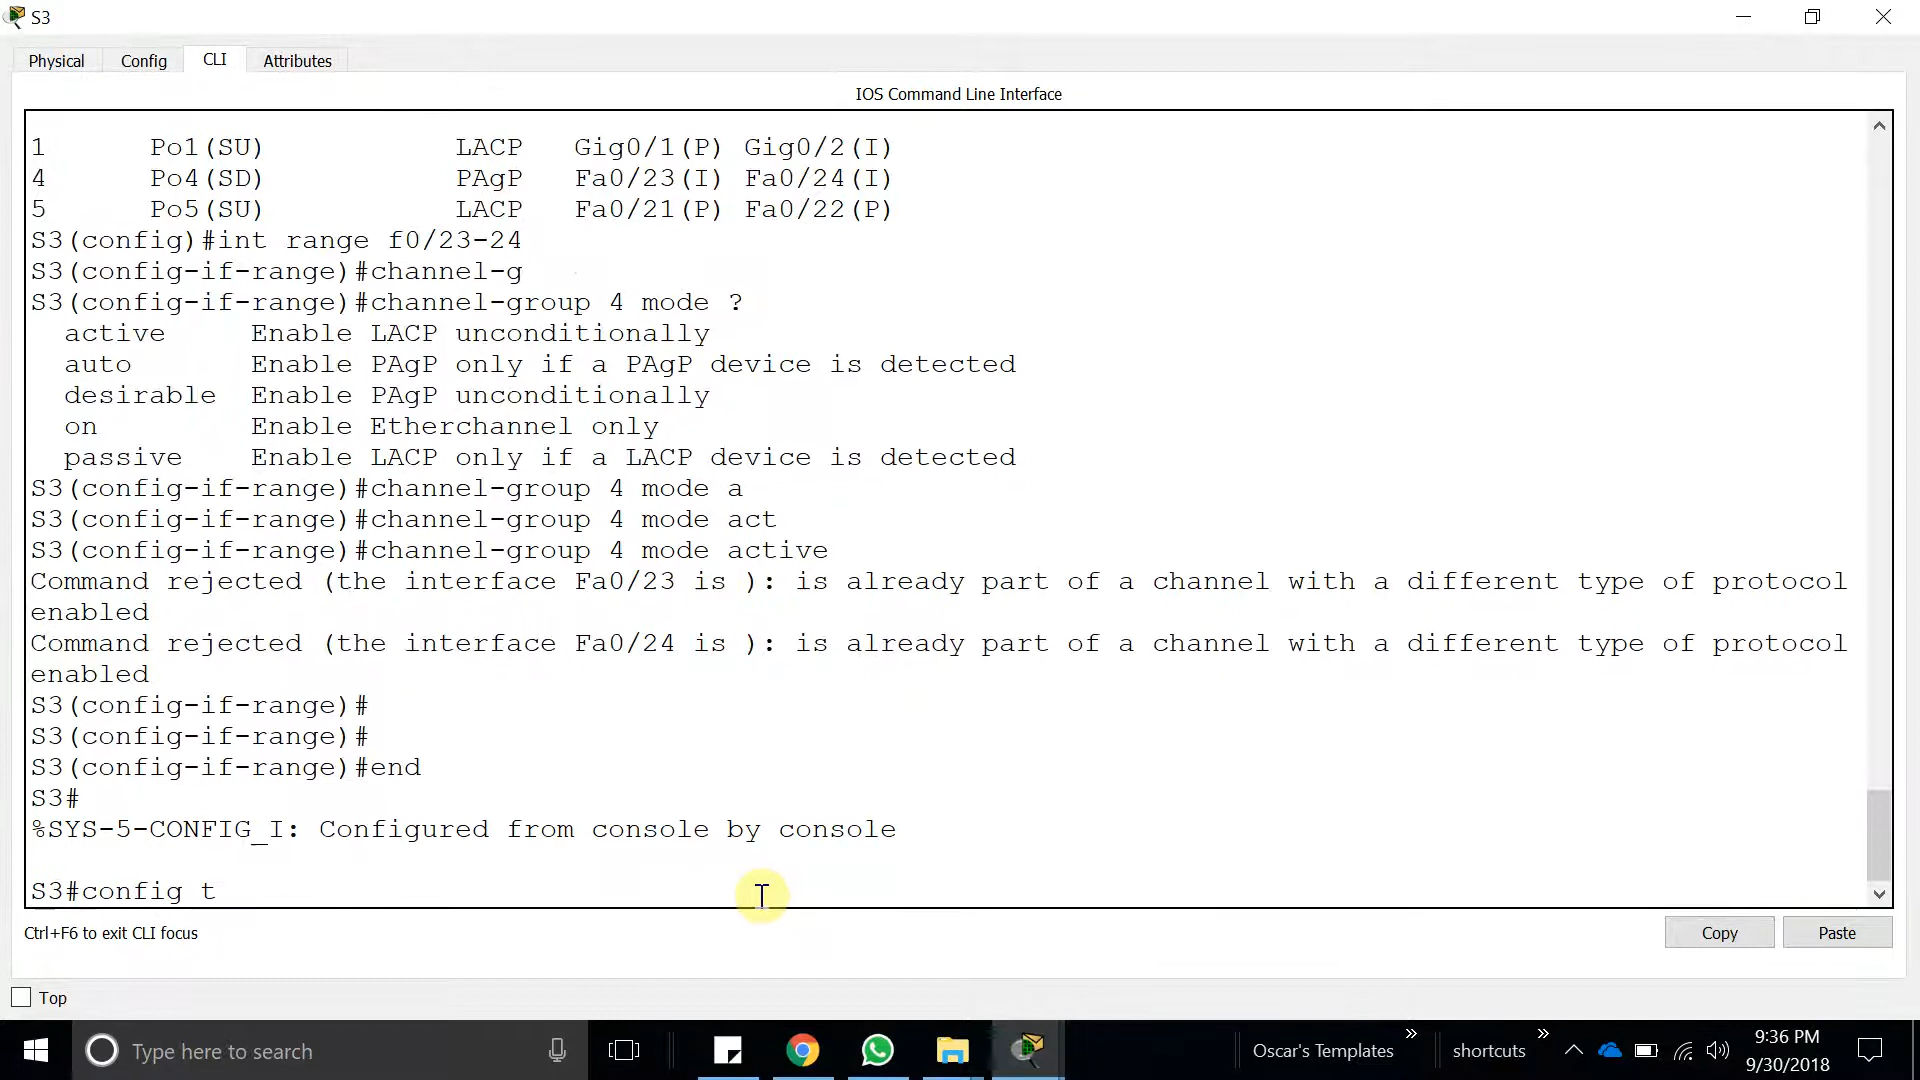 S3
Physical Config CLI Attributes
IOS Command Line Interface
1 Po1(SU) LACP Gig0/1(P) Gig0/2(I)
4 Po4(SD) PAgP Fa0/23(I) Fa0/24(I)
5 Po5(SU) LACP Fa0/21(P) Fa0/22(P)
S3(config)#int range f0/23-24
S3(config-if-range)#channel-g
S3(config-if-range)#channel-group 4 mode ?
active Enable LACP unconditionally
auto Enable PAgP only if a PAgP device is detected
desirable Enable PAgP unconditionally
on Enable Etherchannel only
passive Enable LACP only if a LACP device is detected
S3(config-if-range)#channel-group 4 mode a
S3(config-if-range)#channel-group 4 mode act
S3(config-if-range)#channel-group 4 mode active
Command rejected (the interface Fa0/23 is ): is already part of a channel with a different type of protocol
enabled
Command rejected (the interface Fa0/24 is ): is already part of a channel with a different type of protocol
enabled
S3(config-if-range)#
S3(config-if-range)#
S3(config-if-range)#end
S3#
%SYS-5-CONFIG_I: Configured from console by console
S3#config t
Ctrl+F6 to exit CLI focus
Copy Paste
Top
Type here to search
Oscar's Templates » shortcuts »
9:36 PM
9/30/2018